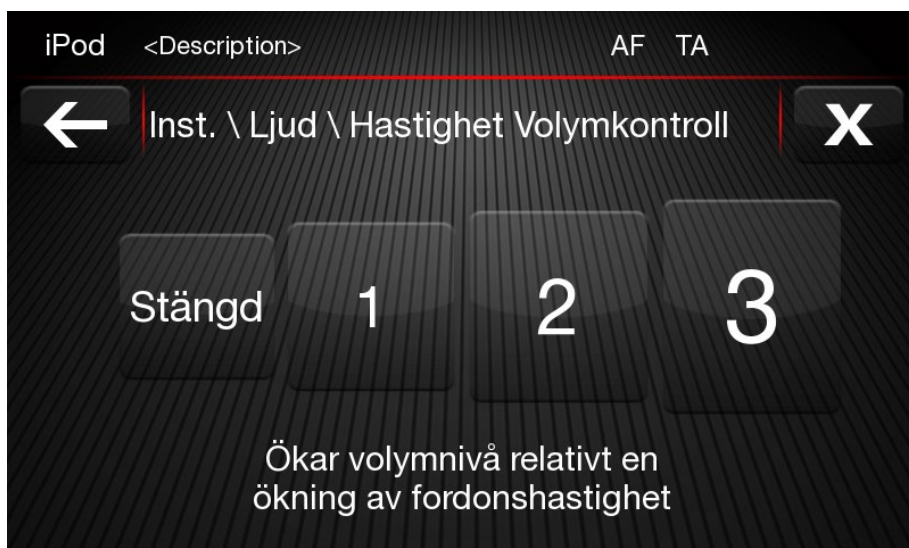 iPod <Description> AF TA
Inst. \ Ljud \ Hastighet Volymkontroll X
Stängd 1 2 3
Ökar volymnivå relativt en
ökning av fordonshastighet